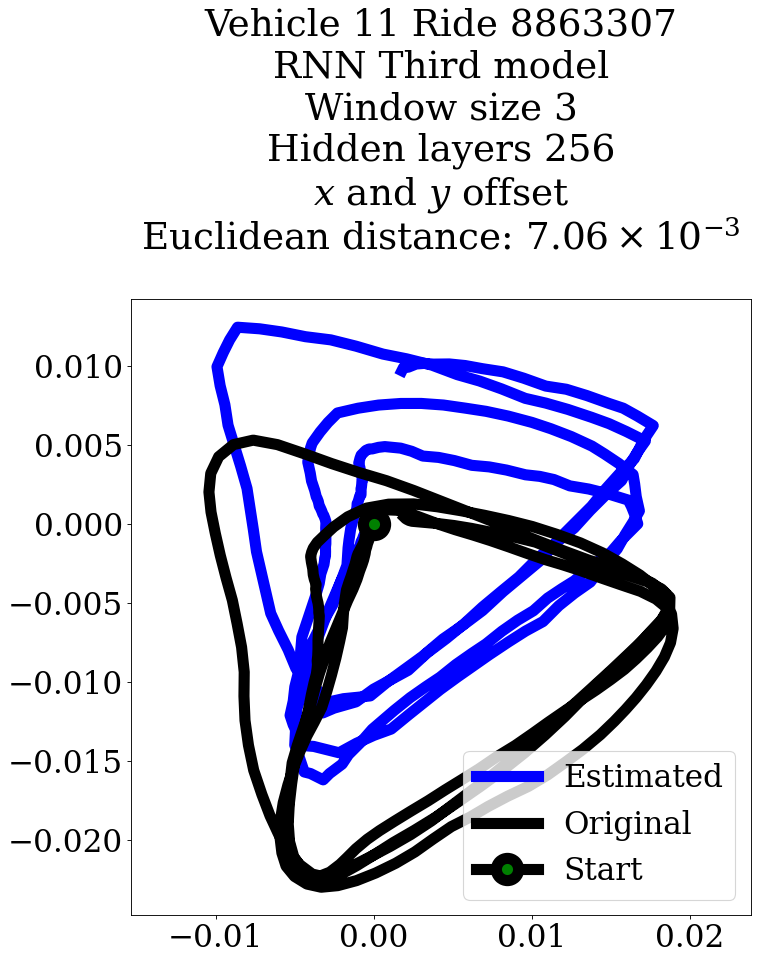 Vehicle 11 Ride 8863307
RNN Third model
Window size 3
Hidden layers 256
x and y offset
Euclidean distance: 7.06 × 10⁻³
0.010
0.005
0.000
−0.005
−0.010
−0.015
−0.020
Estimated
Original
Start
−0.01 0.00 0.01 0.02